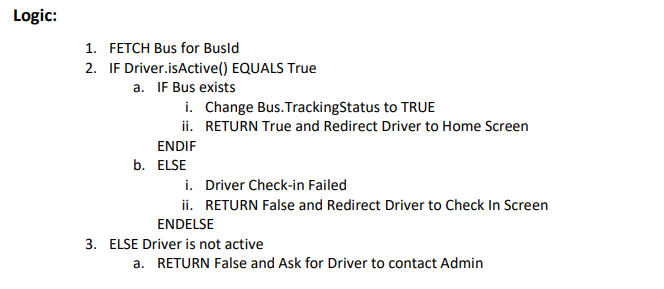 Logic:
1. FETCH Bus for BusId
2. IF Driver.isActive() EQUALS True
a. IF Bus exists
i. Change Bus.TrackingStatus to TRUE
ii. RETURN True and Redirect Driver to Home Screen
ENDIF
b. ELSE
i. Driver Check-in Failed
ii. RETURN False and Redirect Driver to Check In Screen
ENDELSE
3. ELSE Driver is not active
a. RETURN False and Ask for Driver to contact Admin